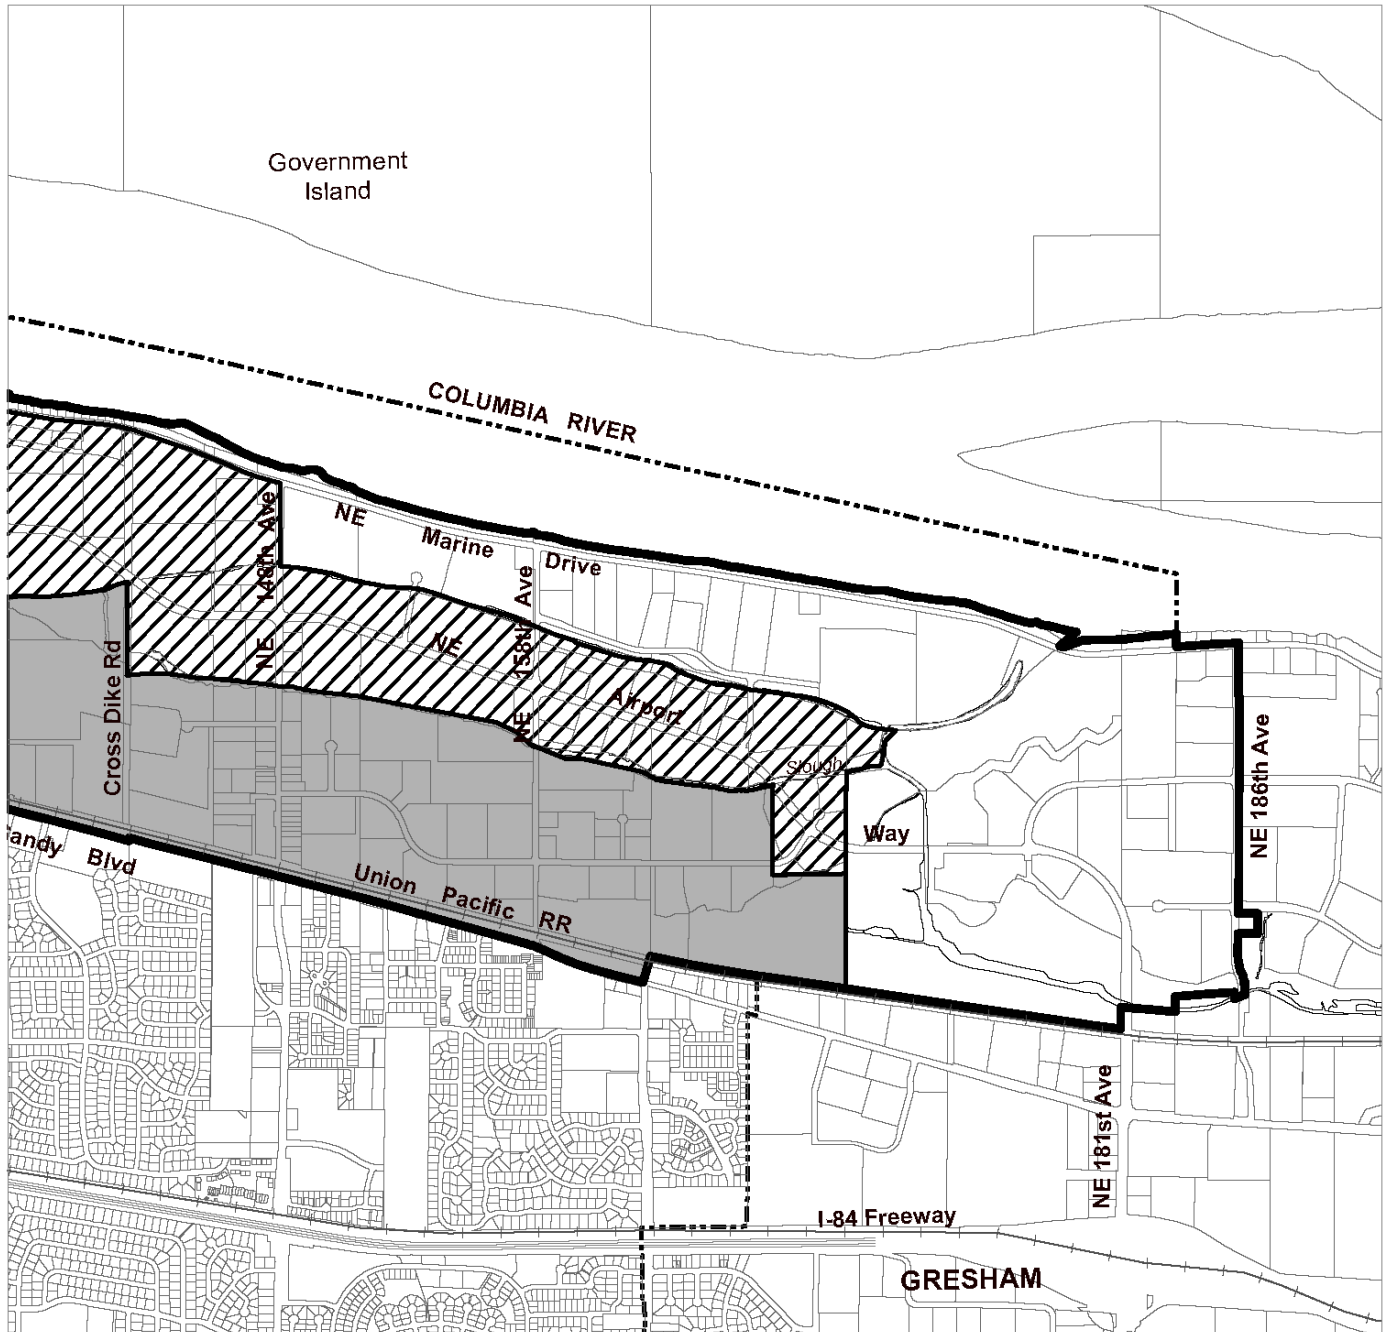 Government
Island
COLUMBIA RIVER
NE Marine Drive
NE 148th Ave
NE 158th Ave
NE Airport Way
Cross Dike Rd
Slough
NE 186th Ave
andy Blvd
Union Pacific RR
NE 181st Ave
I-84 Freeway
GRESHAM